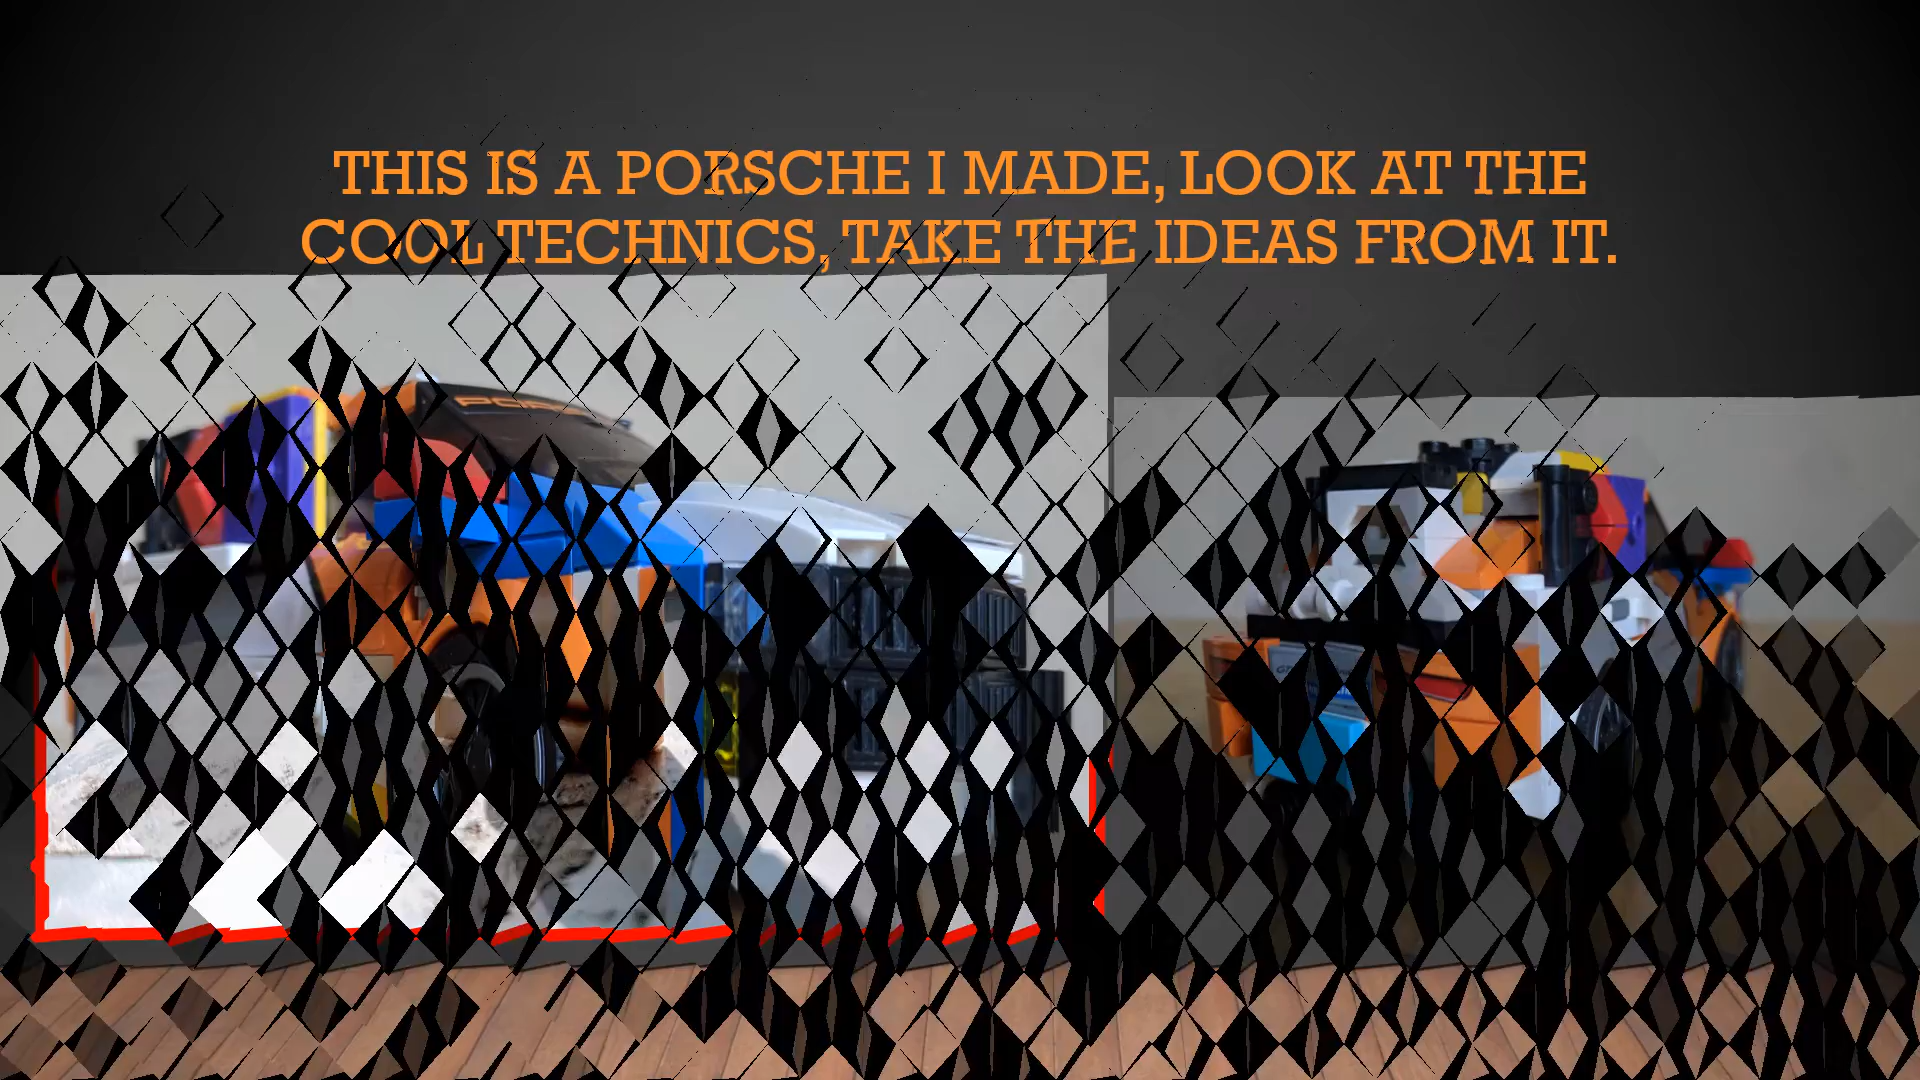 THIS IS A PORSCHE I MADE, LOOK AT THE
COOL TECHNICS, TAKE THE IDEAS FROM IT.